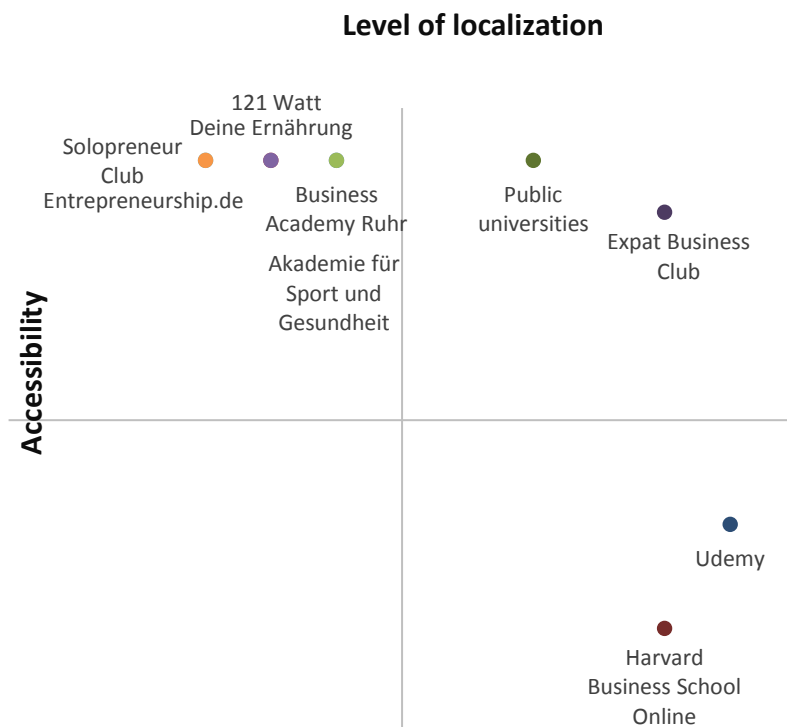 Level of localization
121 Watt
Deine Ernährung
Solopreneur
Club
Entrepreneurship.de
Business
Academy Ruhr
Akademie für
Sport und
Gesundheit
Public
universities
Expat Business
Club
Accessibility
Udemy
Harvard
Business School
Online